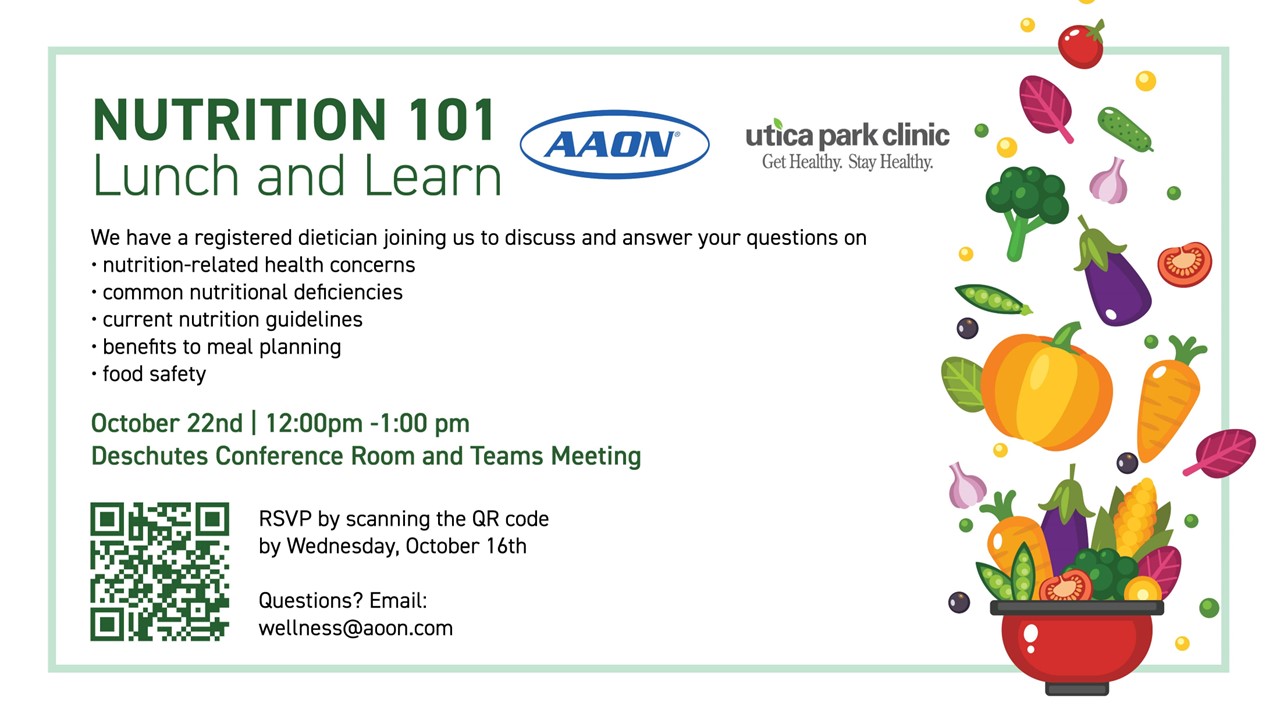 NUTRITION 101
Lunch and Learn
AAON®
utica park clinic
Get Healthy. Stay Healthy.
We have a registered dietician joining us to discuss and answer your questions on
• nutrition-related health concerns
• common nutritional deficiencies
• current nutrition guidelines
• benefits to meal planning
• food safety
October 22nd | 12:00pm -1:00 pm
Deschutes Conference Room and Teams Meeting
RSVP by scanning the QR code
by Wednesday, October 16th
Questions? Email:
wellness@aoon.com